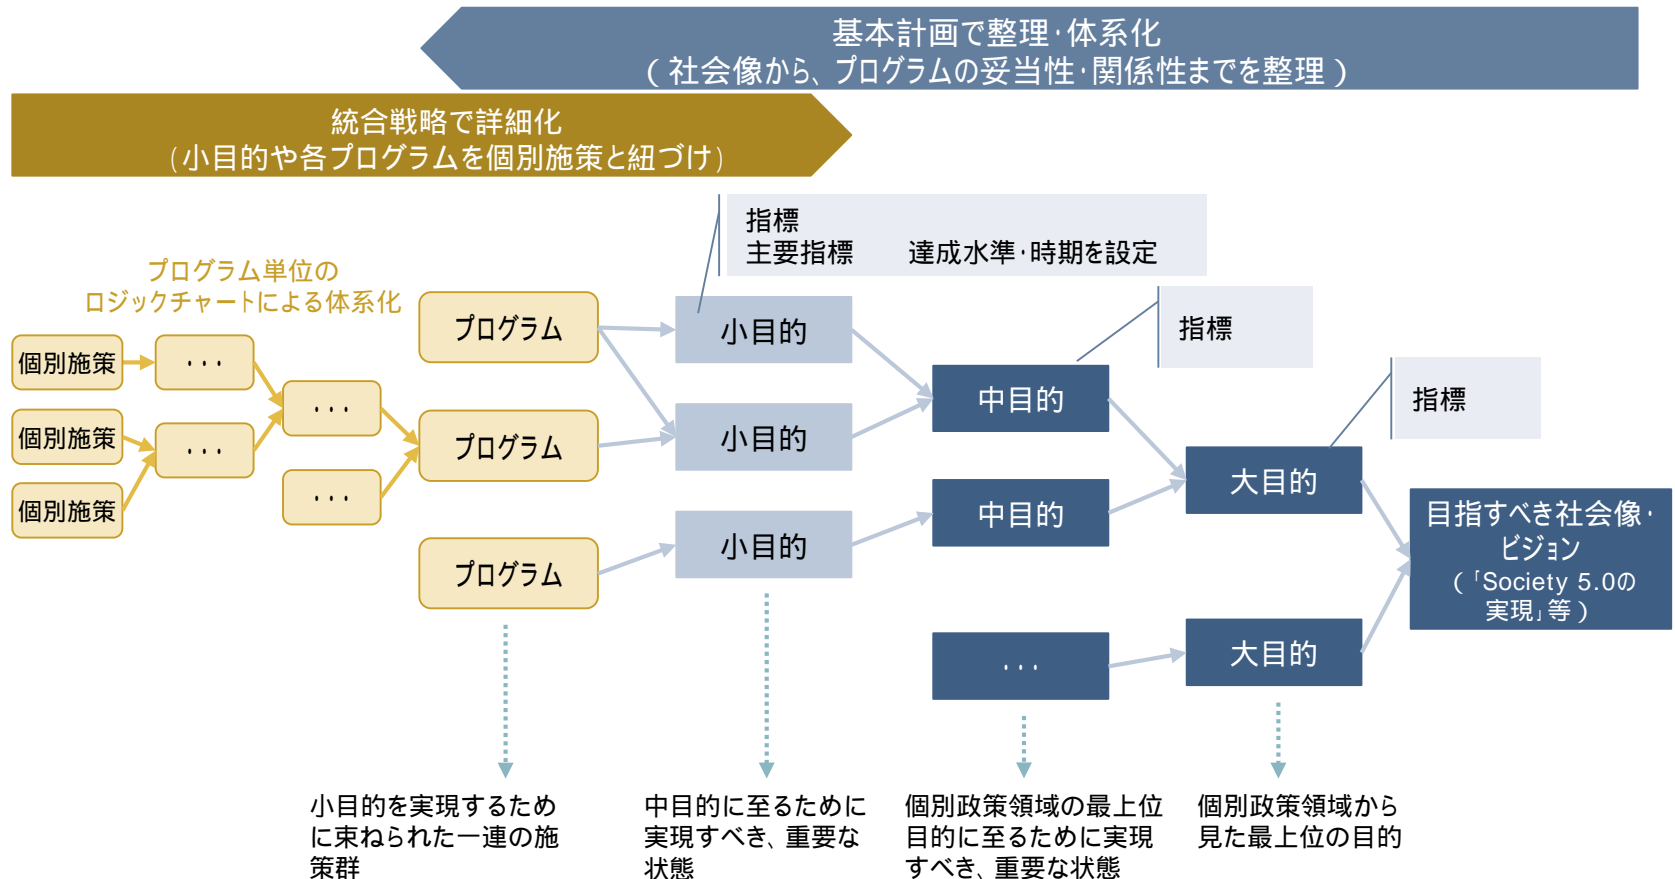 基本計画で整理・体系化
（社会像から、プログラムの妥当性・関係性までを整理）
統合戦略で詳細化
（小目的や各プログラムを個別施策と紐づけ）
指標
主要指標　　達成水準・時期を設定
プログラム単位の
ロジックチャートによる体系化
個別施策
・・・
個別施策
・・・
個別施策
・・・
・・・
プログラム
プログラム
プログラム
小目的
小目的
小目的
指標
中目的
中目的
・・・
指標
大目的
大目的
目指すべき社会像・
ビジョン
（「Society 5.0の
実現」等）
小目的を実現するため
に束ねられた一連の施
策群
中目的に至るために
実現すべき、重要な
状態
個別政策領域の最上位
目的に至るために実現
すべき、重要な状態
個別政策領域から
見た最上位の目的